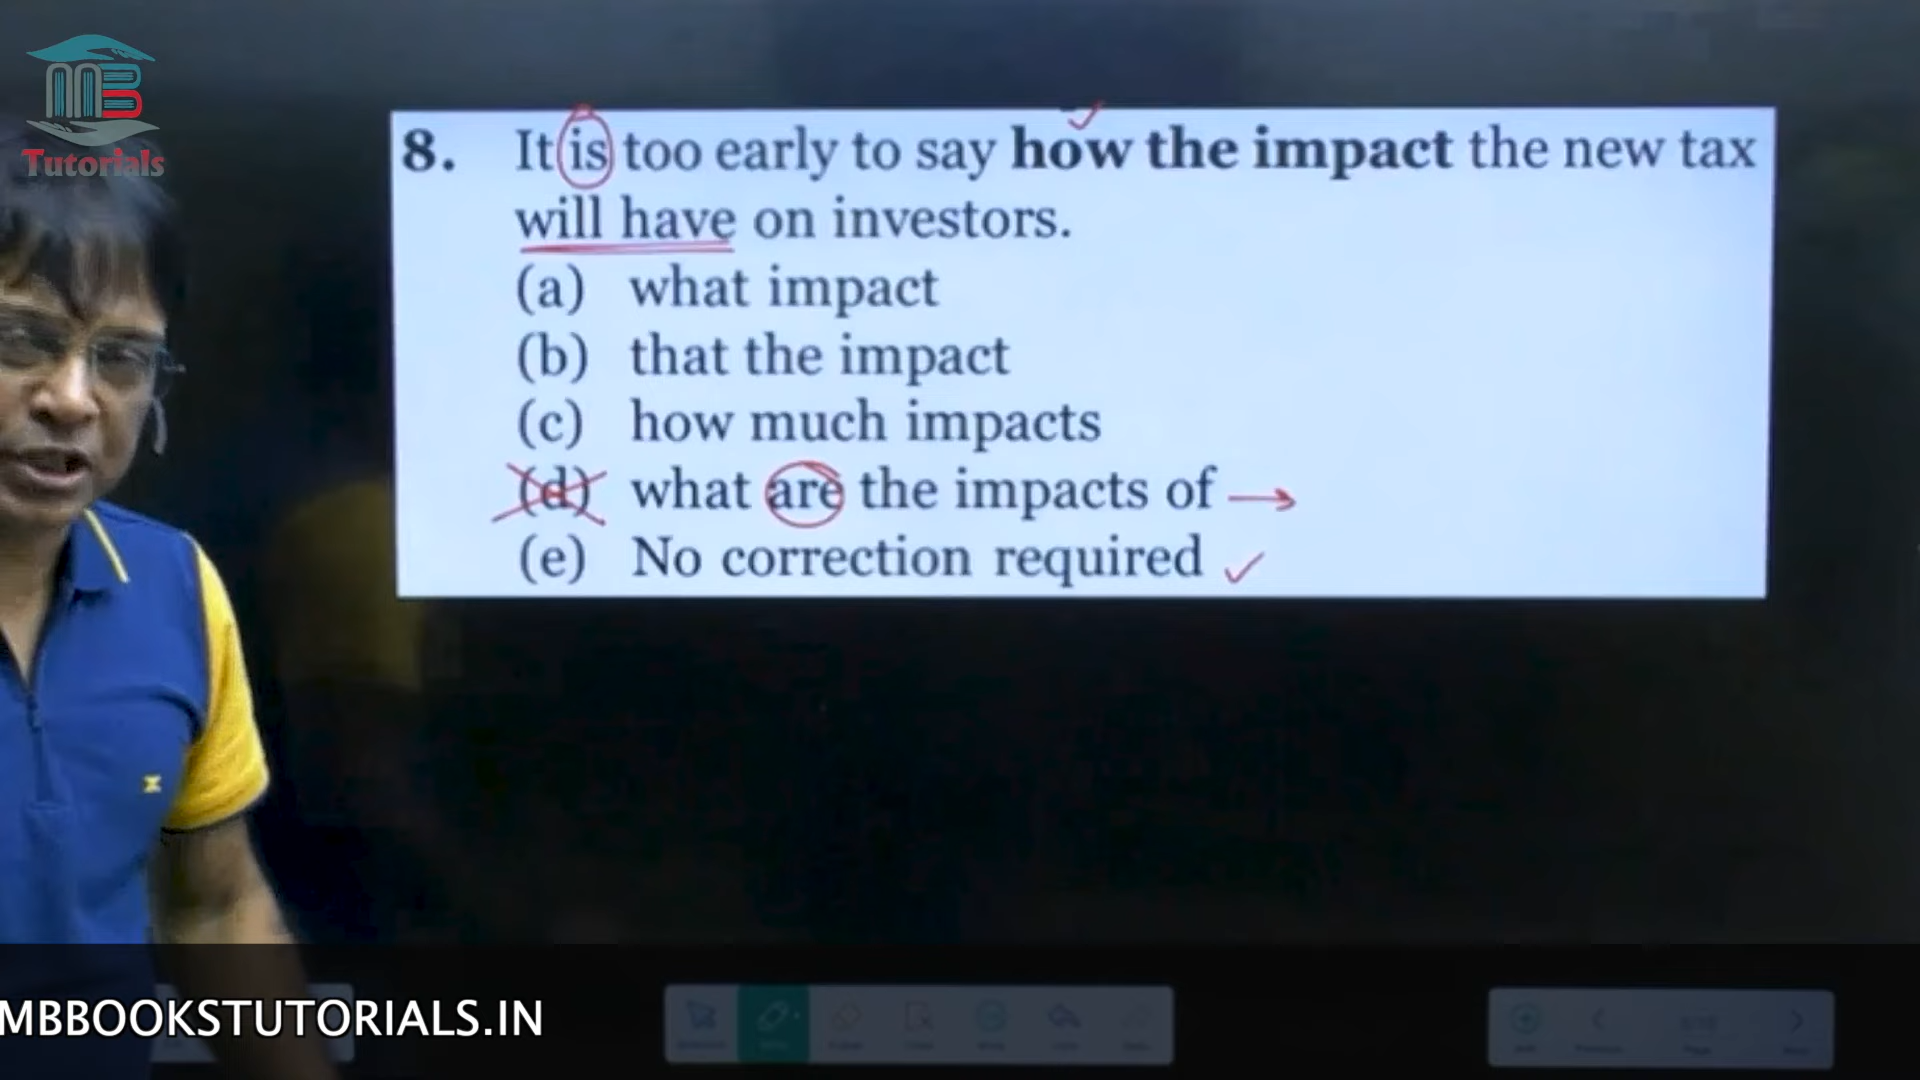 MB
Tutorials
8. It is too early to say how the impact the new tax
will have on investors.
(a) what impact
(b) that the impact
(c) how much impacts
(d) what are the impacts of
(e) No correction required
MBBOOKSTUTORIALS.IN